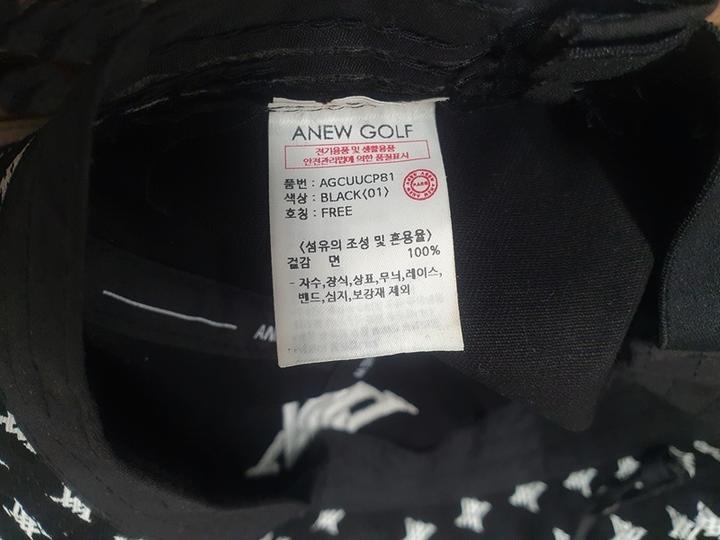 ANEW GOLF
전기용품 및 생활용품
안전관리법에 의한 품질표시
품번 : AGCUUCP81
색상 : BLACK(01)
호칭 : FREE
<섬유의 조성 및 혼용율>
겉감 면 100%
- 자수,장식,상표,무늬,레이스,
밴드,심지,보강재 제외
AN